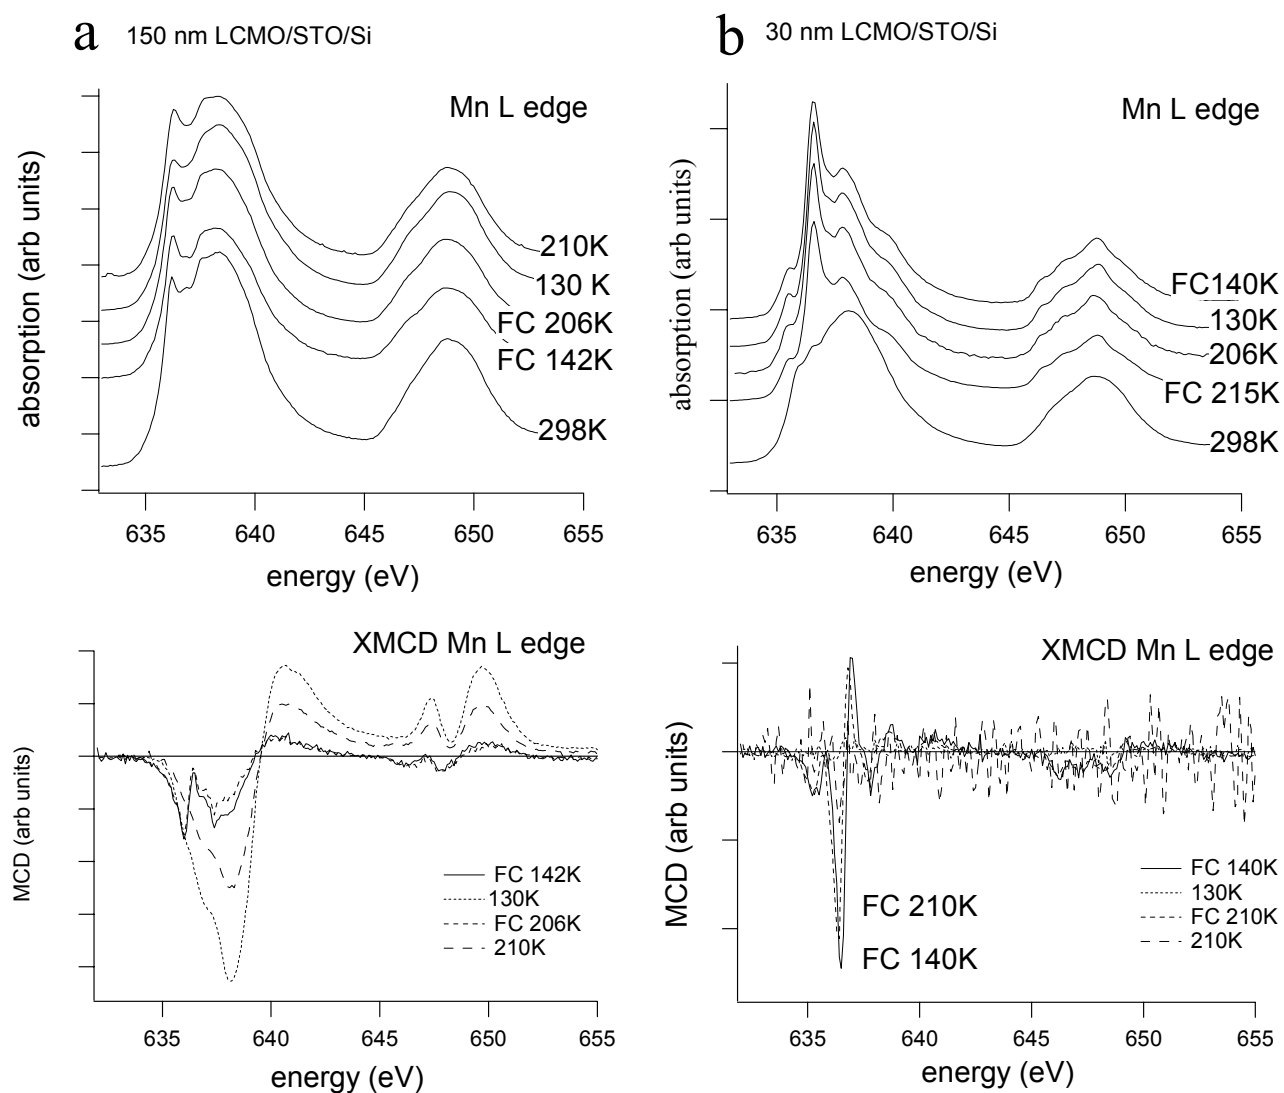 a 150 nm LCMO/STO/Si
Mn L edge
absorption (arb units)
210K
130 K
FC 206K
FC 142K
298K
635 640 645 650 655
energy (eV)
b 30 nm LCMO/STO/Si
Mn L edge
absorption (arb units)
FC140K
130K
206K
FC 215K
298K
635 640 645 650 655
energy (eV)
XMCD Mn L edge
MCD (arb units)
FC 142K
130K
FC 206K
210K
635 640 645 650 655
energy (eV)
XMCD Mn L edge
MCD (arb units)
FC 210K
FC 140K
FC 140K
130K
FC 210K
210K
635 640 645 650 655
energy (eV)